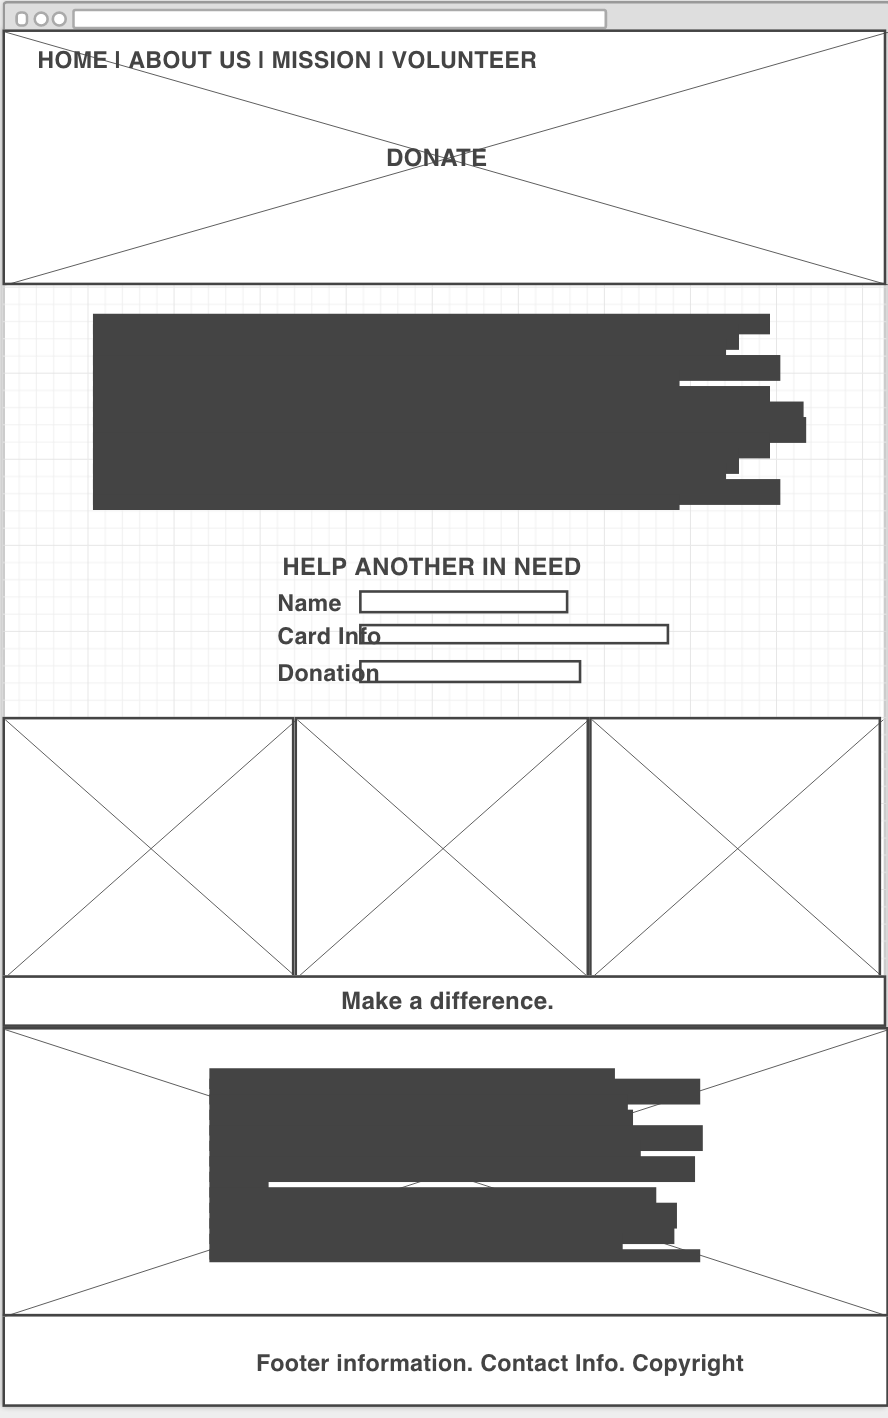 HOME | ABOUT US | MISSION | VOLUNTEER
DONATE
HELP ANOTHER IN NEED
Name
Card Info
Donation
Make a difference.
Footer information. Contact Info. Copyright